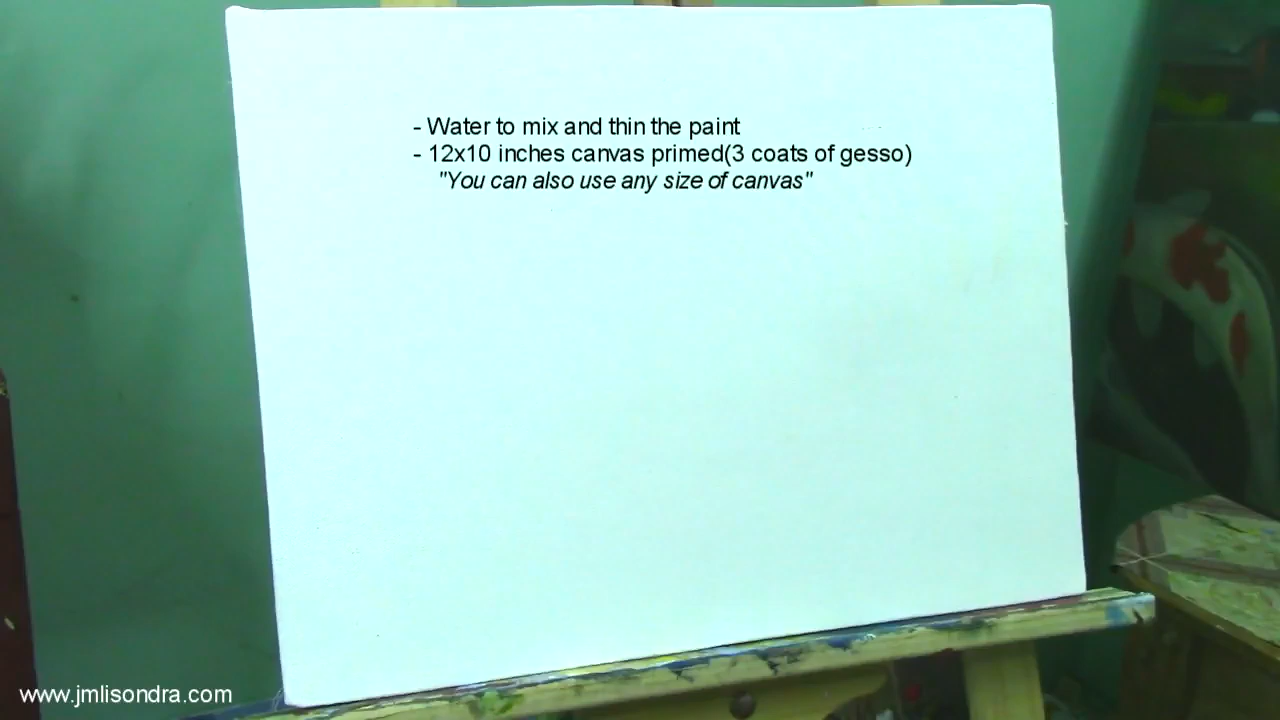 - Water to mix and thin the paint
- 12x10 inches canvas primed(3 coats of gesso)
"You can also use any size of canvas"
www.jmlisondra.com